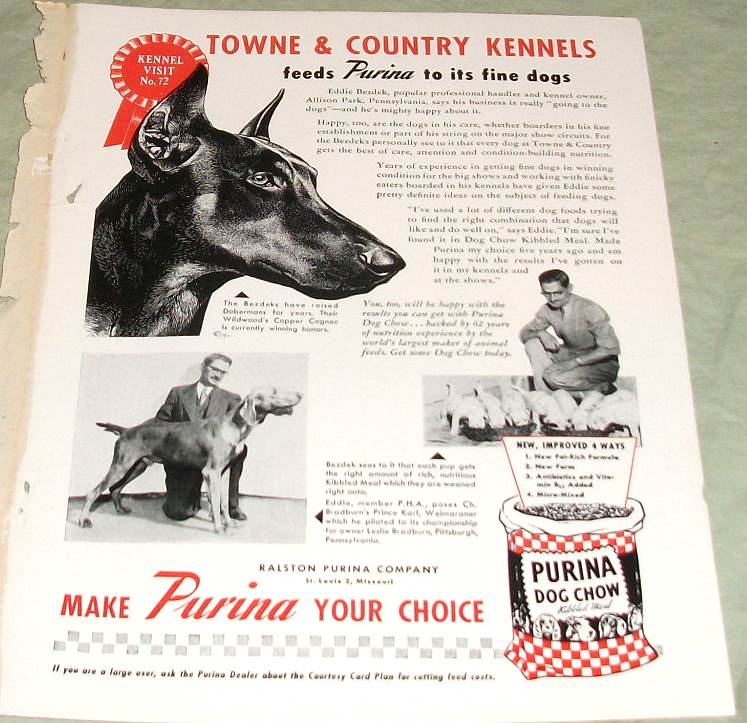 KENNEL
VISIT
No. 72
TOWNE & COUNTRY KENNELS
feeds Purina to its fine dogs
Eddie Bezdek, popular professional handler and kennel owner,
Allison Park, Pennsylvania, says his business is really "going to the
dogs"—and he's mighty happy about it.
Happy, too, are the dogs in his care, whether boarders in his fine
establishment or part of his string on the major show circuits. For
the Bezdeks personally see to it that every dog at Towne & Country
gets the best of care, attention and condition-building nutrition.
Years of experience in getting fine dogs in winning
condition for the big shows and working with finicky
eaters boarded in his kennels have given Eddie some
pretty definite ideas on the subject of feeding dogs.
"I've used a lot of different dog foods trying
to find the right combination that dogs will
like and do well on," says Eddie. "I'm sure I've
found it in Dog Chow Kibbled Meal. Made
Purina my choice five years ago and am
happy with the results I've gotten on
it in my kennels and
at the shows."
The Bezdeks have raised
Dobermans for years. Their
Wildwood's Copper Cognac
is currently winning honors.
You, too, will be happy with the
results you can get with Purina
Dog Chow... backed by 62 years
of nutrition experience by the
world's largest maker of animal
feeds. Get some Dog Chow today.
Bezdek sees to it that each pup gets
the right amount of rich, nutritious
Kibbled Meal which they are weaned
right onto.
Eddie, member P.H.A., poses Ch.
Bradburn's Prince Karl, Weimaraner
which he piloted to its championship
for owner Leslie Bradburn, Pittsburgh,
Pennsylvania.
NEW, IMPROVED 4 WAYS
1. New Fat-Rich Formula
2. New Form
3. Antibiotics and Vita-
min B12 Added
4. Micro-Mixed
PURINA
DOG CHOW
Kibbled Meal
RALSTON PURINA COMPANY
St. Louis 2, Missouri
MAKE Purina YOUR CHOICE
If you are a large user, ask the Purina Dealer about the Courtesy Card Plan for cutting feed costs.